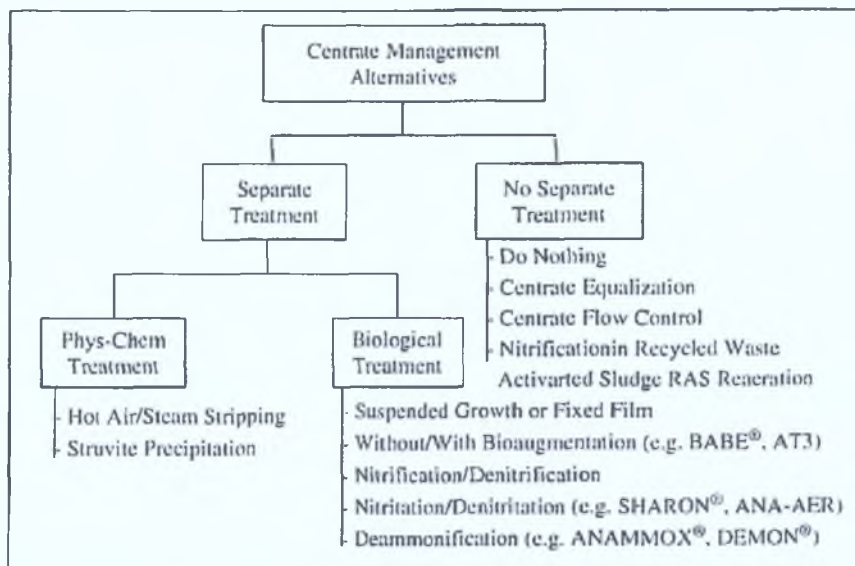 Centrate Management
Alternatives
Separate
Treatment
No Separate
Treatment
- Do Nothing
- Centrate Equalization
- Centrate Flow Control
- Nitrificationin Recycled Waste
Activarted Sludge RAS Reaeration
Phys-Chem
Treatment
- Hot Air/Steam Stripping
- Struvite Precipitation
Biological
Treatment
- Suspended Growth or Fixed Film
- Without/With Bioaugmentation (e.g. BABE®, AT3)
- Nitrification/Denitrification
- Nitritation/Denitritation (e.g. SHARON®, ANA-AER)
- Deammonification (e.g. ANAMMOX®, DEMON®)